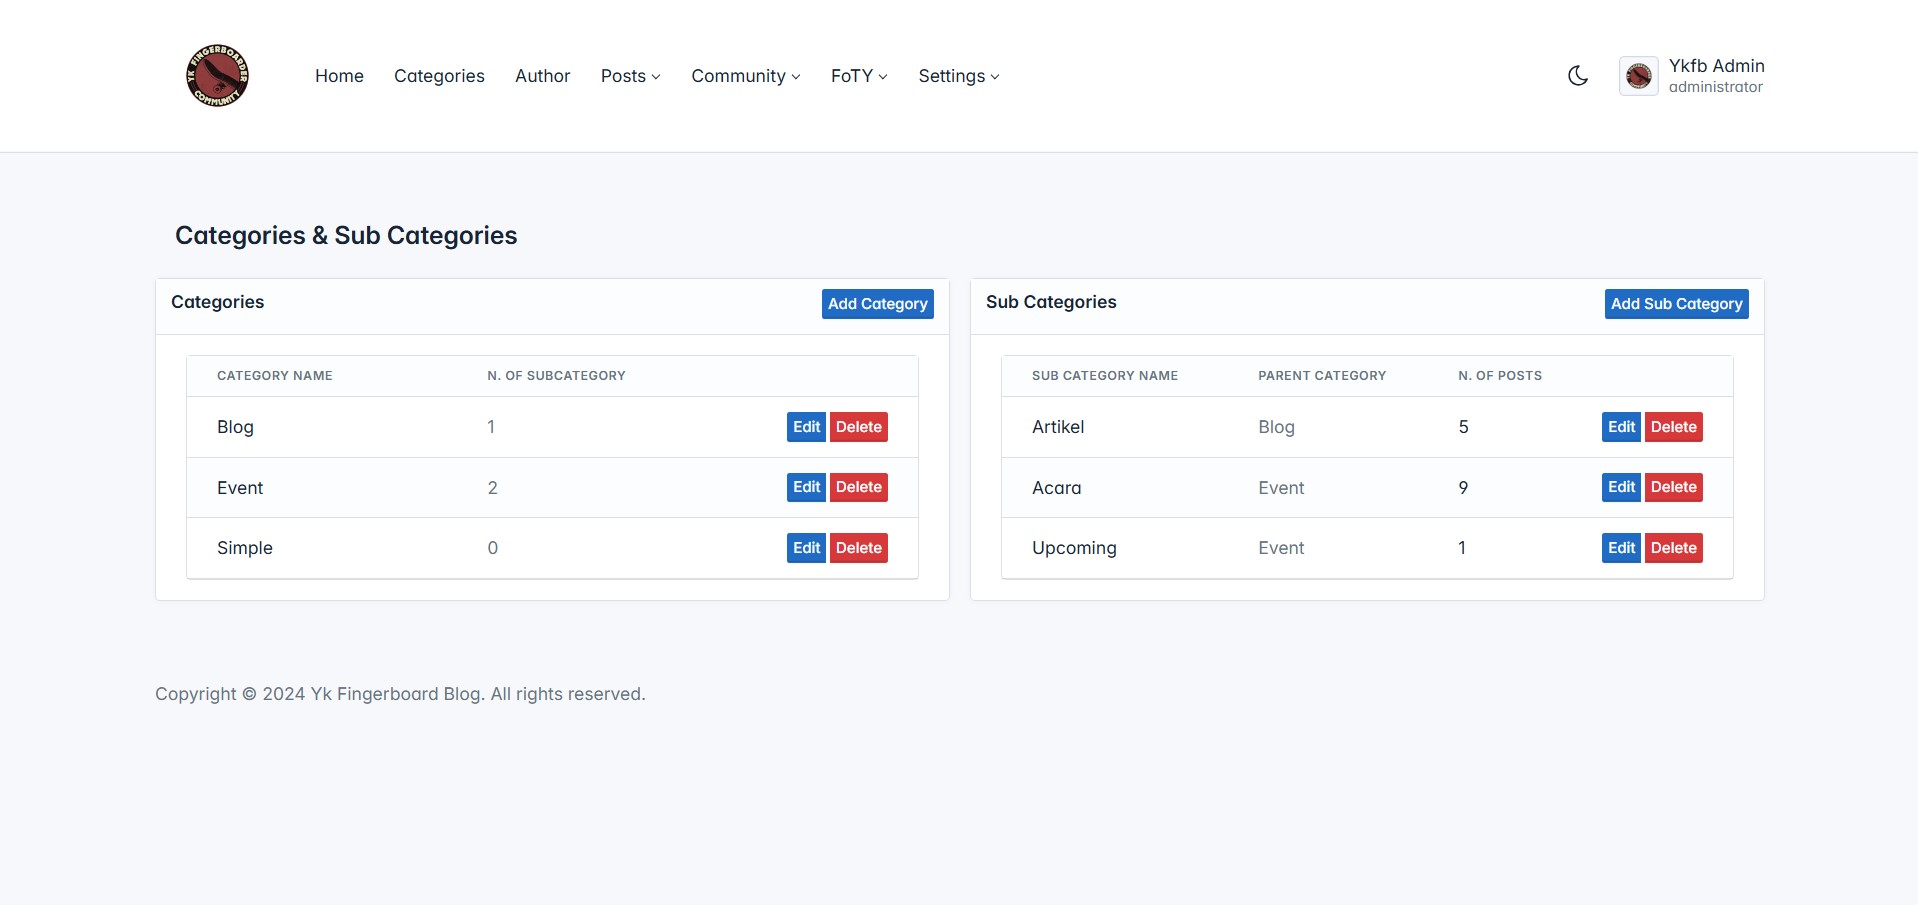 YK FINGERBOARDER
COMMUNITY
Home Categories Author Posts Community FoTY Settings
Ykfb Admin
administrator
Categories & Sub Categories
Categories Add Category
CATEGORY NAME N. OF SUBCATEGORY
Blog 1 Edit Delete
Event 2 Edit Delete
Simple 0 Edit Delete
Sub Categories Add Sub Category
SUB CATEGORY NAME PARENT CATEGORY N. OF POSTS
Artikel Blog 5 Edit Delete
Acara Event 9 Edit Delete
Upcoming Event 1 Edit Delete
Copyright © 2024 Yk Fingerboard Blog. All rights reserved.